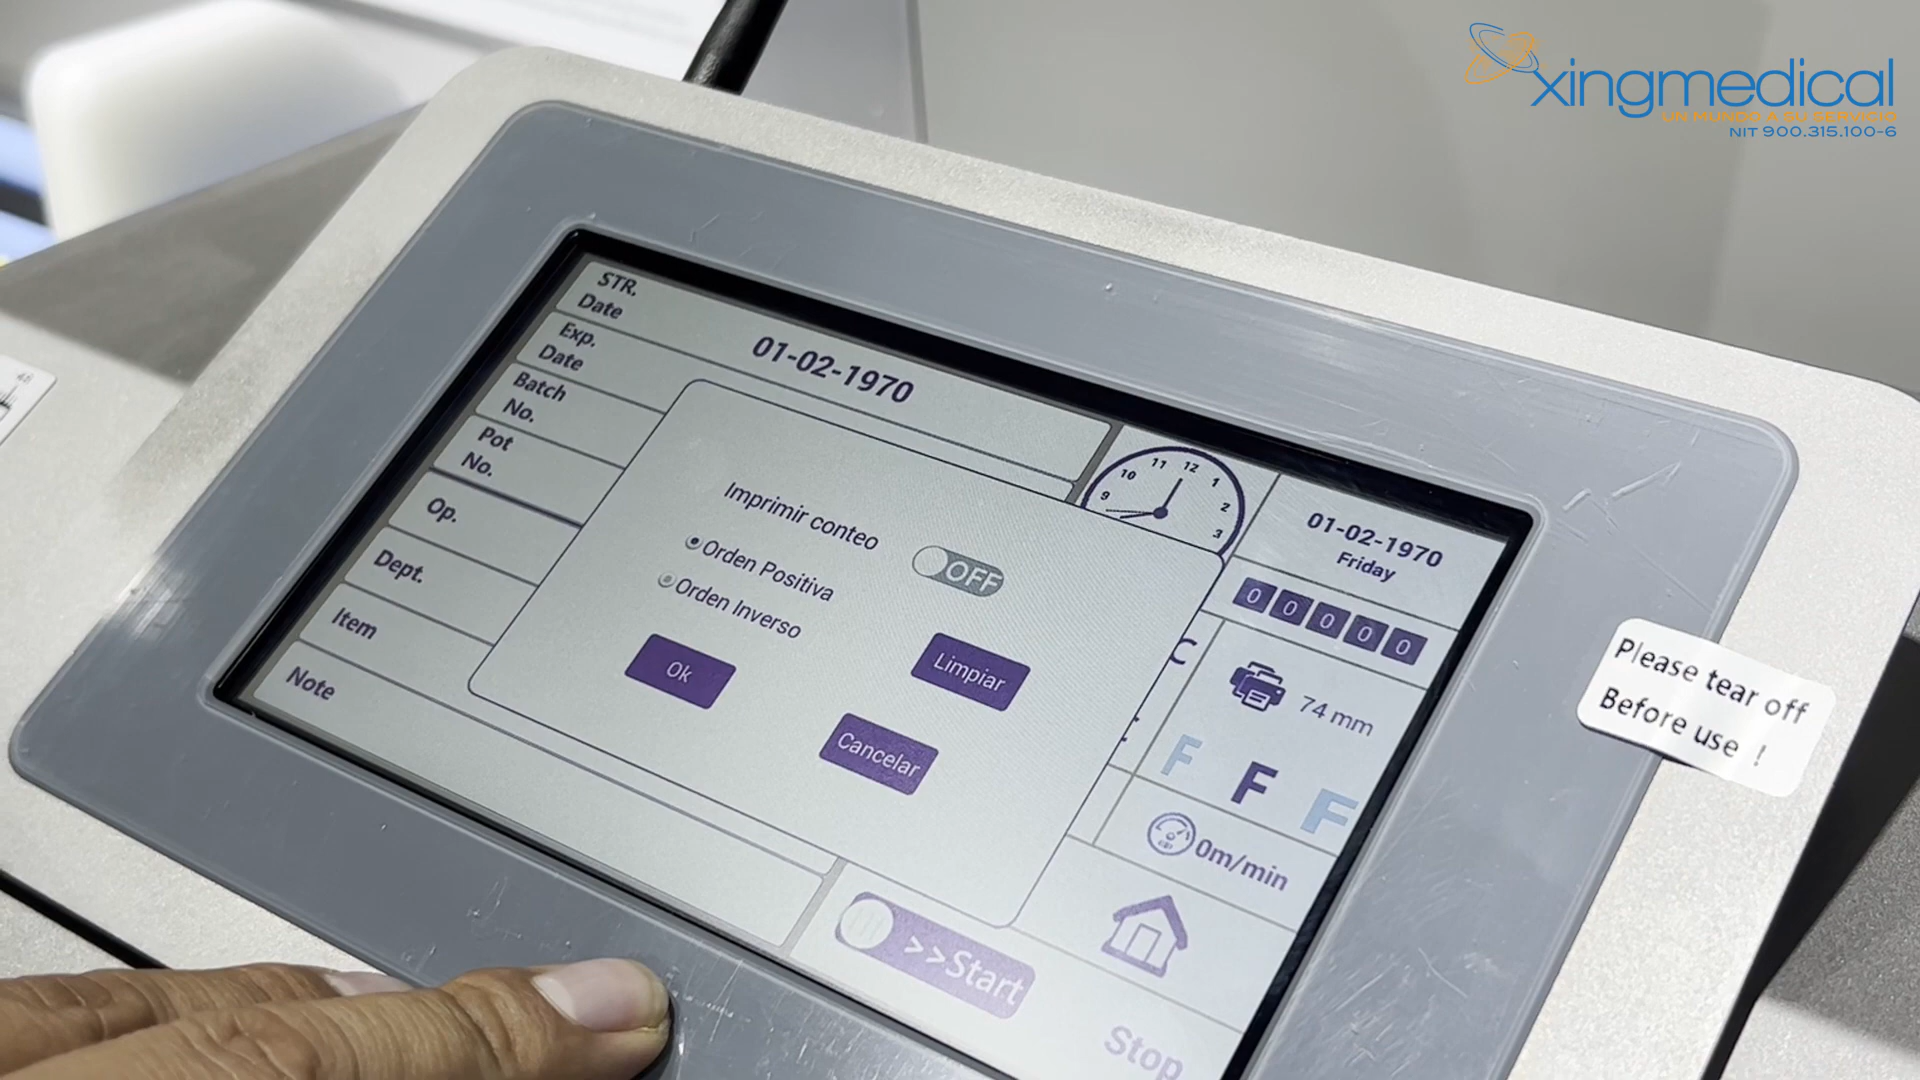 xingmedical
UN MUNDO A SU SERVICIO
NIT 900.315.100-6
STR.
Date
01-02-1970
Exp.
Date
Batch
No.
Pot
No.
Op.
Dept.
Item
Note
Imprimir conteo
OFF
Orden Positiva
Orden Inverso
Ok
Limpiar
Cancelar
10 11 12 1
9 2
3
01-02-1970
Friday
0 0 0 0 0
C
74 mm
F F F
0m/min
>>Start
Stop
Please tear off
Before use !